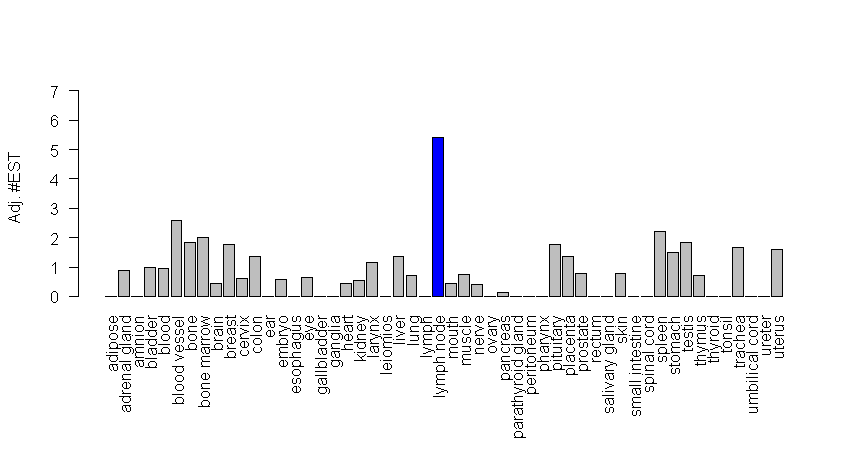 7
6
5
4
3
2
1
0
Adj. #EST
adipose
adrenal gland
amnion
bladder
blood
blood vessel
bone
bone marrow
brain
breast
cervix
colon
ear
embryo
esophagus
eye
gallbladder
ganglia
heart
kidney
larynx
leiomios
liver
lung
lymph
lymph node
mouth
muscle
nerve
ovary
pancreas
parathyroid gland
peritoneum
pharynx
pituitary
placenta
prostate
rectum
salivary gland
skin
small intestine
spinal cord
spleen
stomach
testis
thymus
thyroid
tonsil
trachea
umbilical cord
ureter
uterus